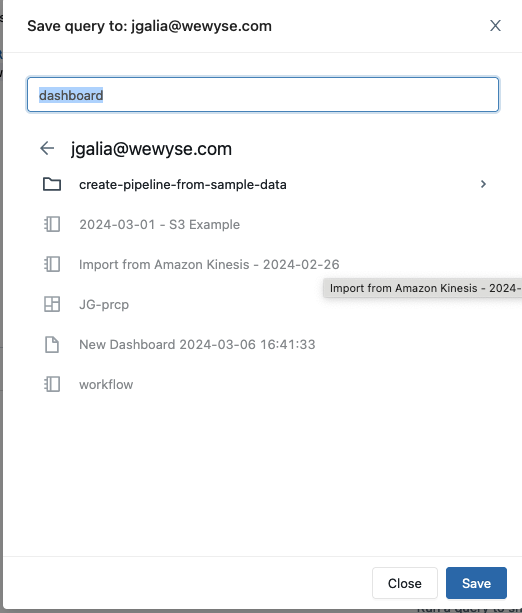 Save query to: jgalia@wewyse.com
dashboard
jgalia@wewyse.com
create-pipeline-from-sample-data
2024-03-01 - S3 Example
Import from Amazon Kinesis - 2024-02-26
Import from Amazon Kinesis - 2024-
JG-prcp
New Dashboard 2024-03-06 16:41:33
workflow
Close
Save